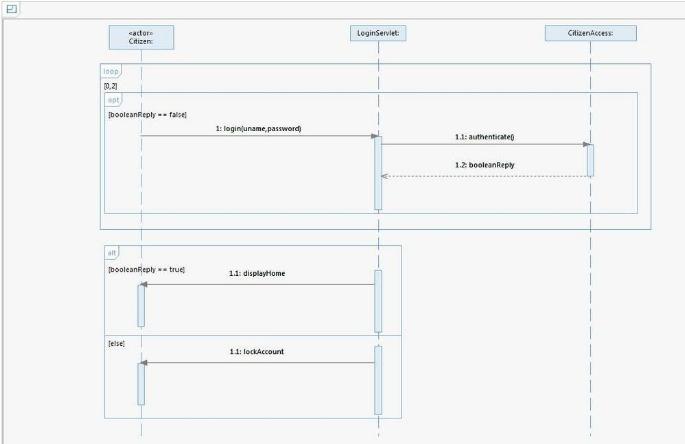 «actor»
Citizen:
LoginServlet:
CitizenAccess:
loop
[0,2]
opt
[booleanReply == false]
1: login(uname,password)
1.1: authenticate()
1.2: booleanReply
alt
[booleanReply == true]
1.1: displayHome
[else]
1.1: lockAccount